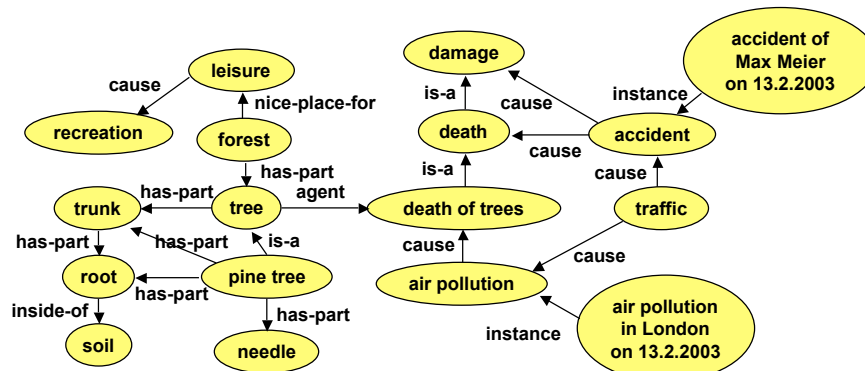 damage
accident of
Max Meier
on 13.2.2003
leisure
cause
is-a
cause
instance
nice-place-for
recreation
forest
death
accident
cause
has-part
is-a
cause
has-part
agent
trunk
tree
death of trees
traffic
has-part
has-part
is-a
cause
cause
root
has-part
pine tree
air pollution
inside-of
has-part
instance
air pollution
in London
on 13.2.2003
soil
needle